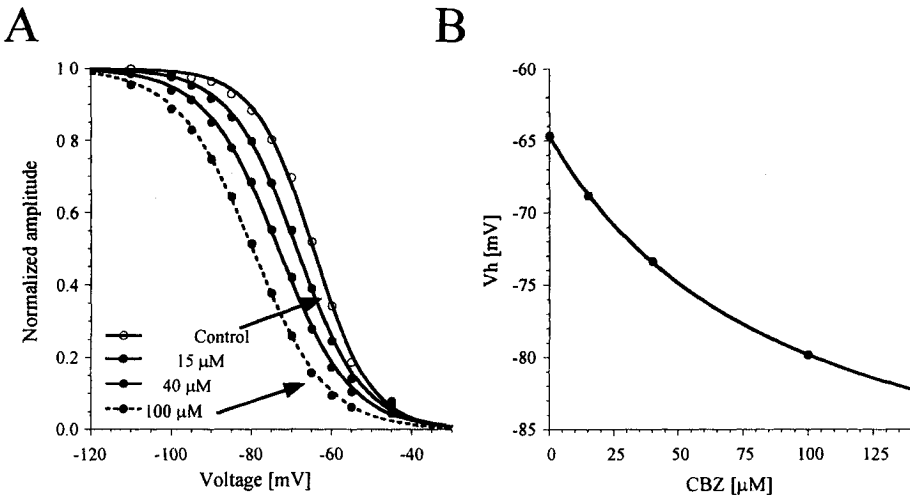 A
B
1 0
0.8
0.6
0.4
0.2
0.0
-120
-100
-80
-60
-40
Normalized amplitude
Voltage [mV]
Control
15 µM
40 µM
100 µM
-60
-65
-70
-75
-80
-85
0
25
50
75
100
125
Vh [mV]
CBZ [µM]